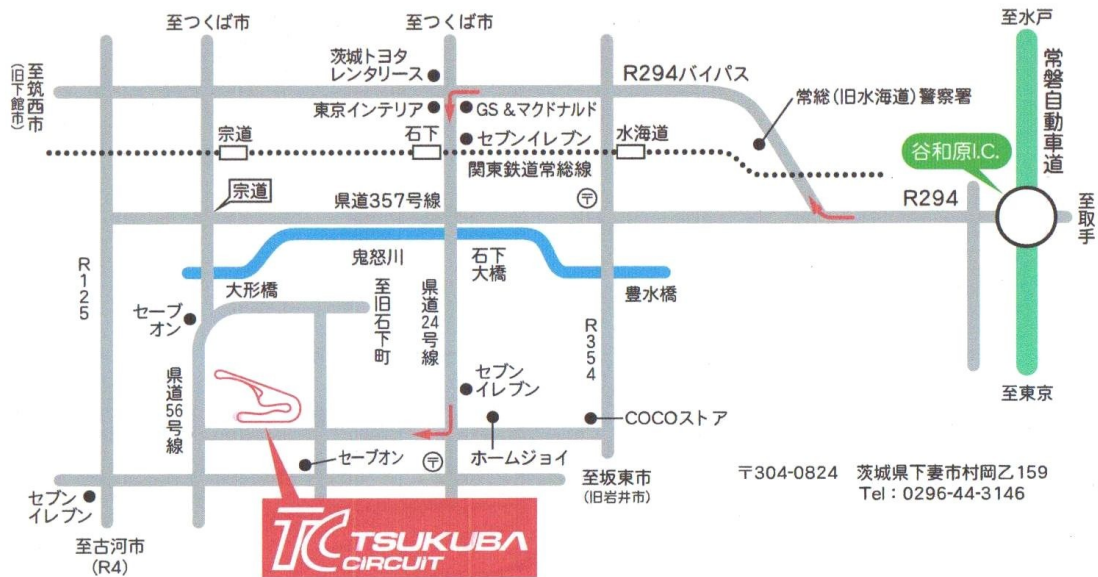 至つくば市
至つくば市
至水戸
至筑西市
(旧下館市)
茨城トヨタ
レンタリース
R294バイパス
常磐自動車道
東京インテリア
GS &マクドナルド
常総(旧水海道)警察署
セブンイレブン
宗道
石下
水海道
谷和原I.C.
関東鉄道常総線
宗道
県道357号線
〒
R294
至取手
鬼怒川
石下
大橋
R125
大形橋
豊水橋
セーブ
オン
至旧石下町
県道24号線
R354
県道56号線
セブン
イレブン
至東京
COCOストア
セーブオン
〒
ホームジョイ
至坂東市
(旧岩井市)
〒304-0824 茨城県下妻市村岡乙159
Tel:0296-44-3146
セブン
イレブン
至古河市
(R4)
TC TSUKUBA
CIRCUIT